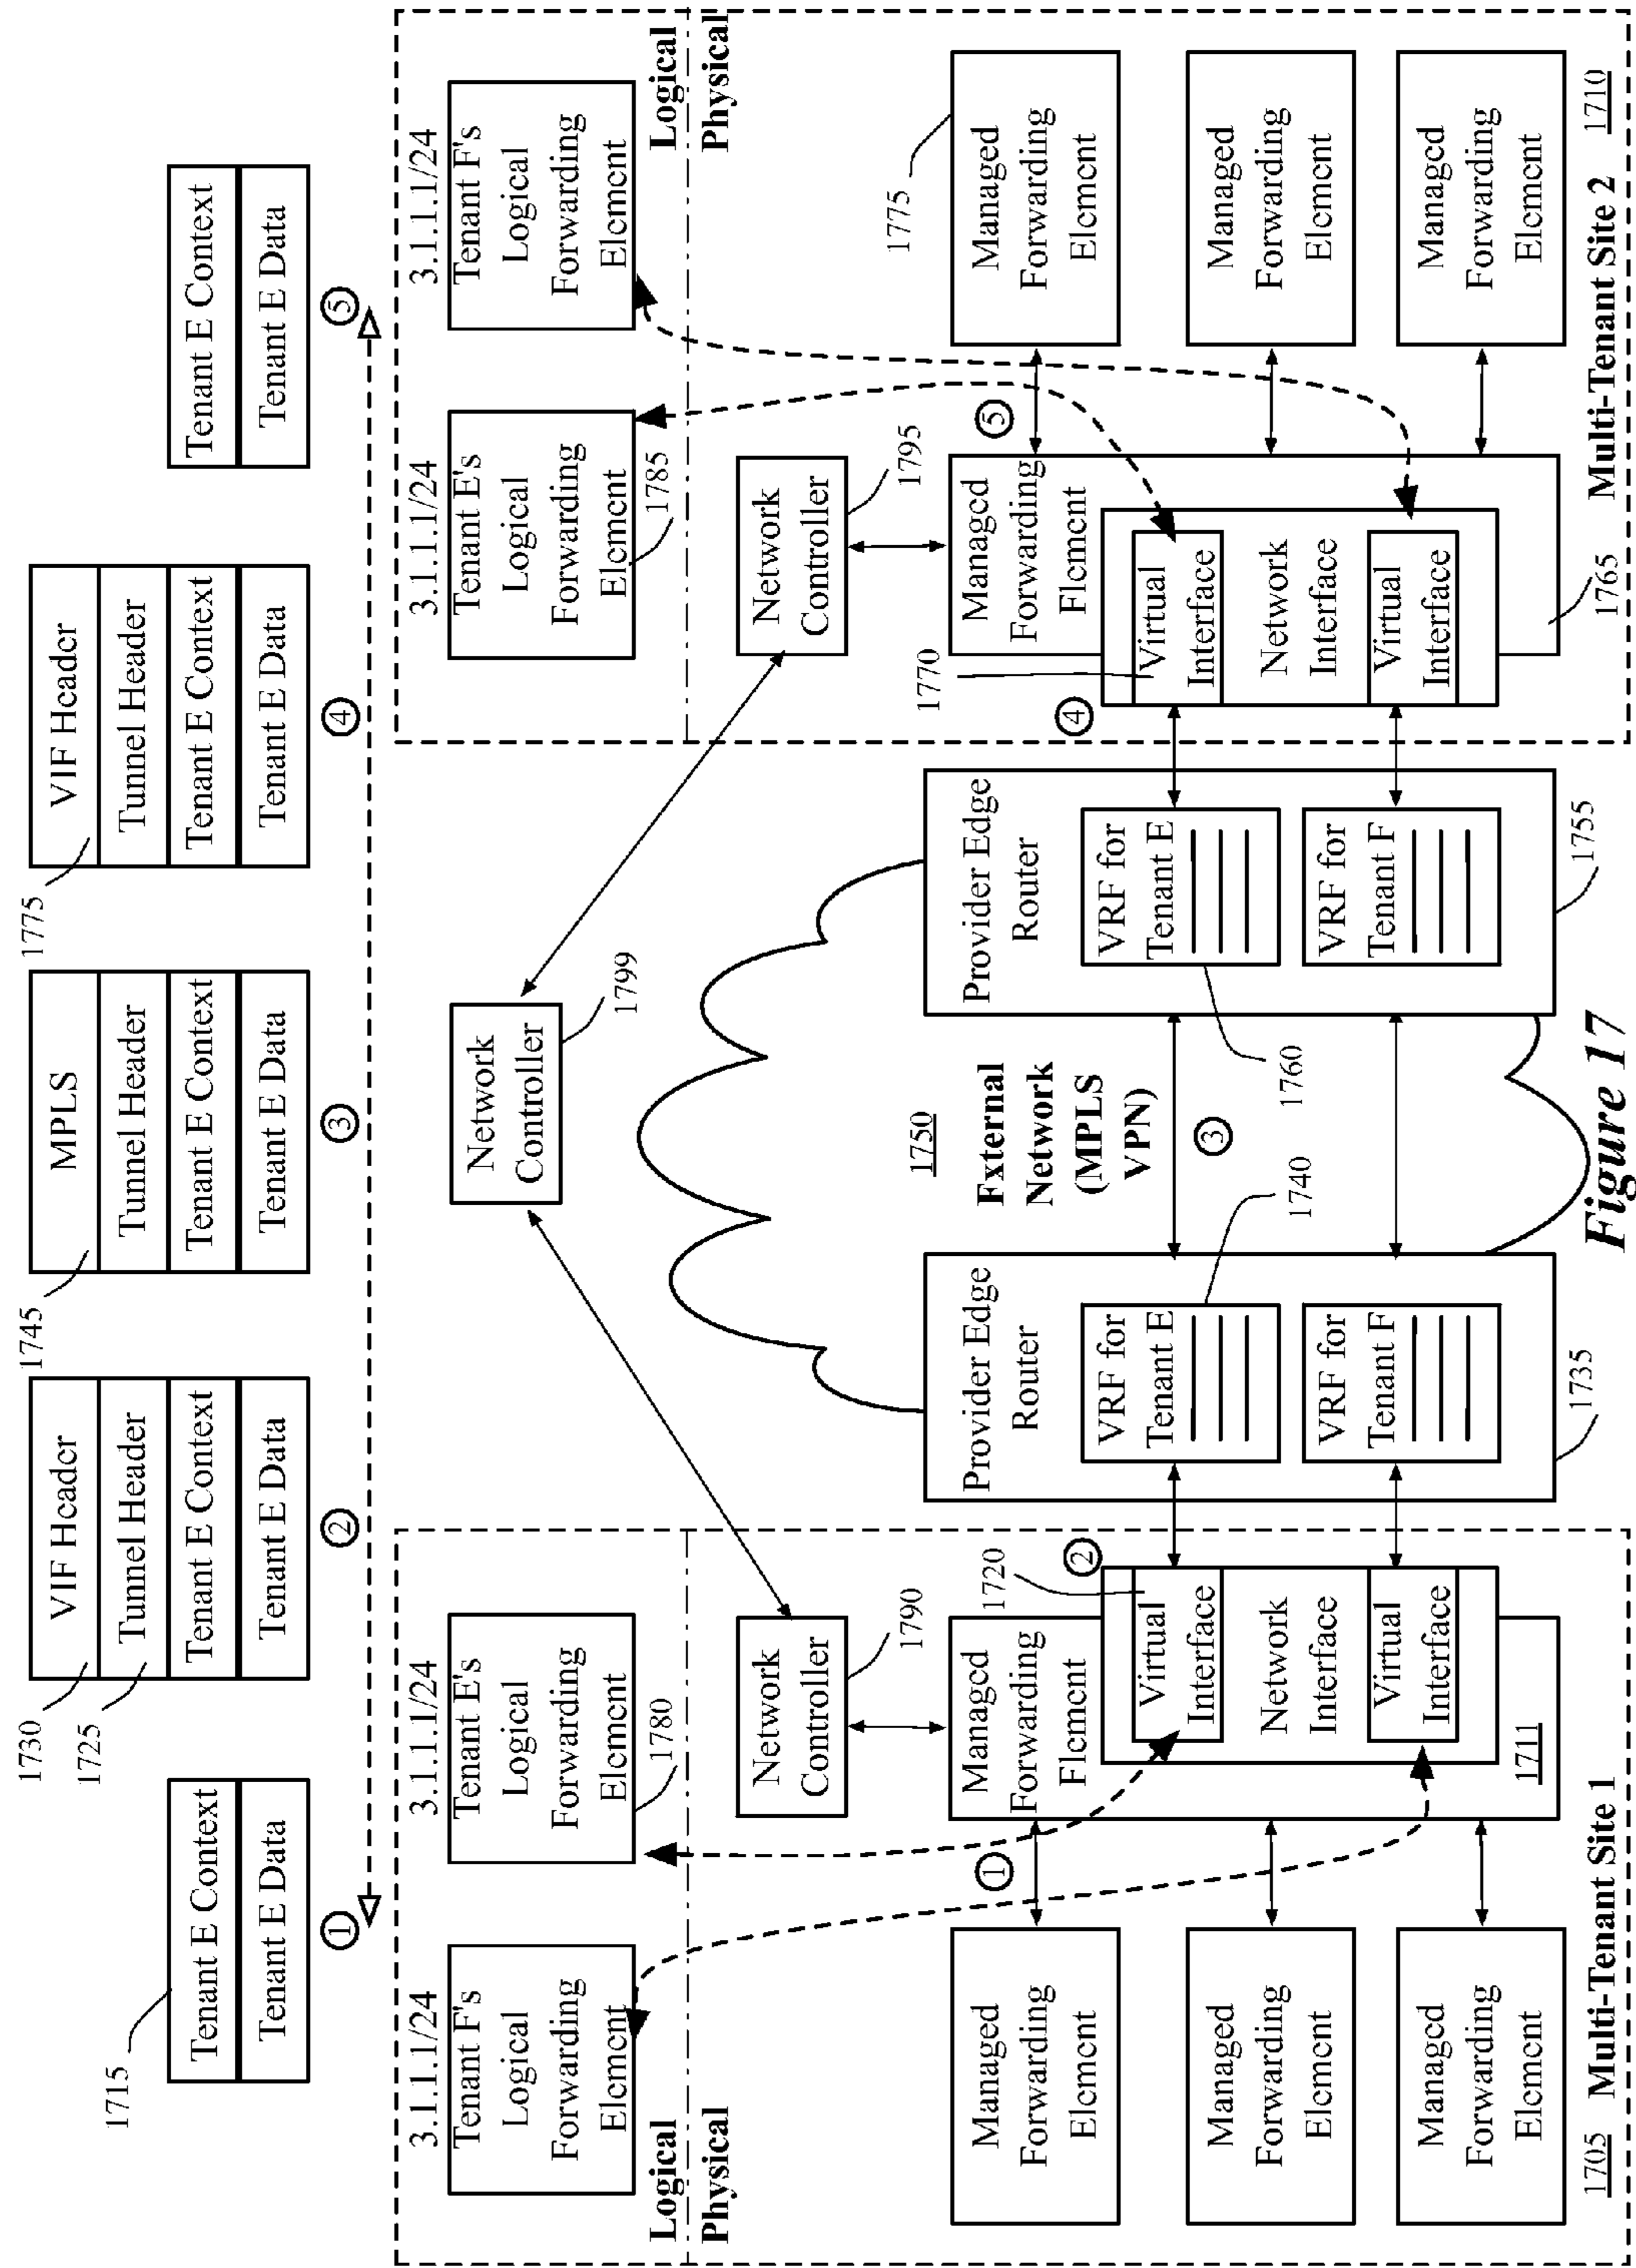 1715
Tenant E Context
Tenant E Data
1
1730
1725
VIF Header
Tunnel Header
Tenant E Context
Tenant E Data
2
1745
MPLS
Tunnel Header
Tenant E Context
Tenant E Data
3
1775
VIF Header
Tunnel Header
Tenant E Context
Tenant E Data
4
Tenant E Context
Tenant E Data
5
3.1.1.1/24
Tenant F's
Logical
Forwarding
Element
3.1.1.1/24
Tenant E's
Logical
Forwarding
Element
1780
Logical
Physical
Network
Controller
1790
Managed
Forwarding
Element
Managed
Forwarding
Element
Managed
Forwarding
Element
1
Managed
Forwarding
Element
1720
2
Virtual
Interface
Network
Interface
Virtual
Interface
1711
1705
Multi-Tenant Site 1
Network
Controller
1799
Provider Edge
Router
VRF for
Tenant E
1740
VRF for
Tenant F
1735
1750
External
Network
(MPLS
VPN)
3
Provider Edge
Router
VRF for
Tenant E
1760
VRF for
Tenant F
1755
3.1.1.1/24
Tenant E's
Logical
Forwarding
Element
1785
3.1.1.1/24
Tenant F's
Logical
Forwarding
Element
Logical
Physical
Network
Controller
1795
Managed
Forwarding
Element
1770
4
Virtual
Interface
Network
Interface
Virtual
Interface
1765
5
1775
Managed
Forwarding
Element
Managed
Forwarding
Element
Managed
Forwarding
Element
Multi-Tenant Site 2
1710
Figure 17